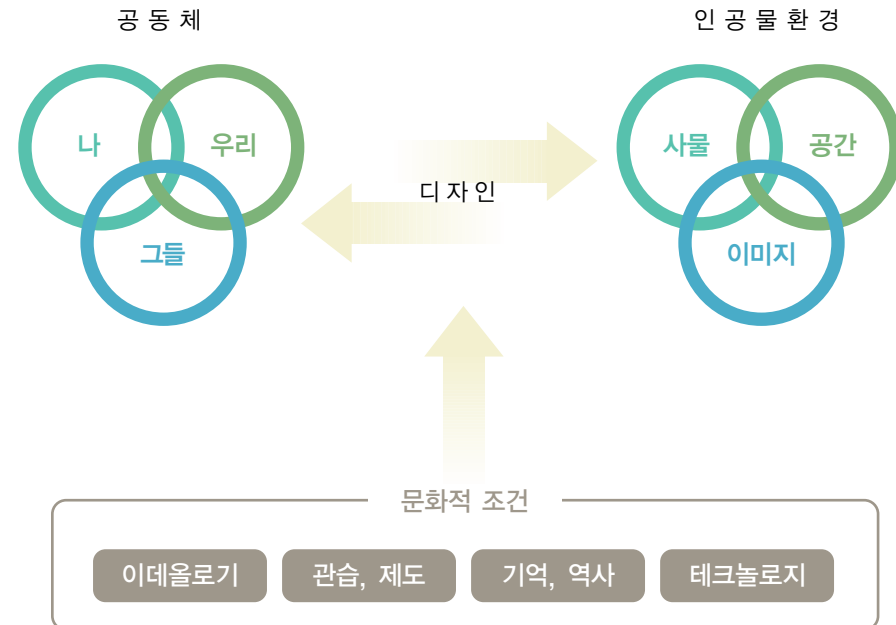 공동체
인공물환경
나
우리
그들
디자인
사물
공간
이미지
문화적 조건
이데올로기
관습, 제도
기억, 역사
테크놀로지